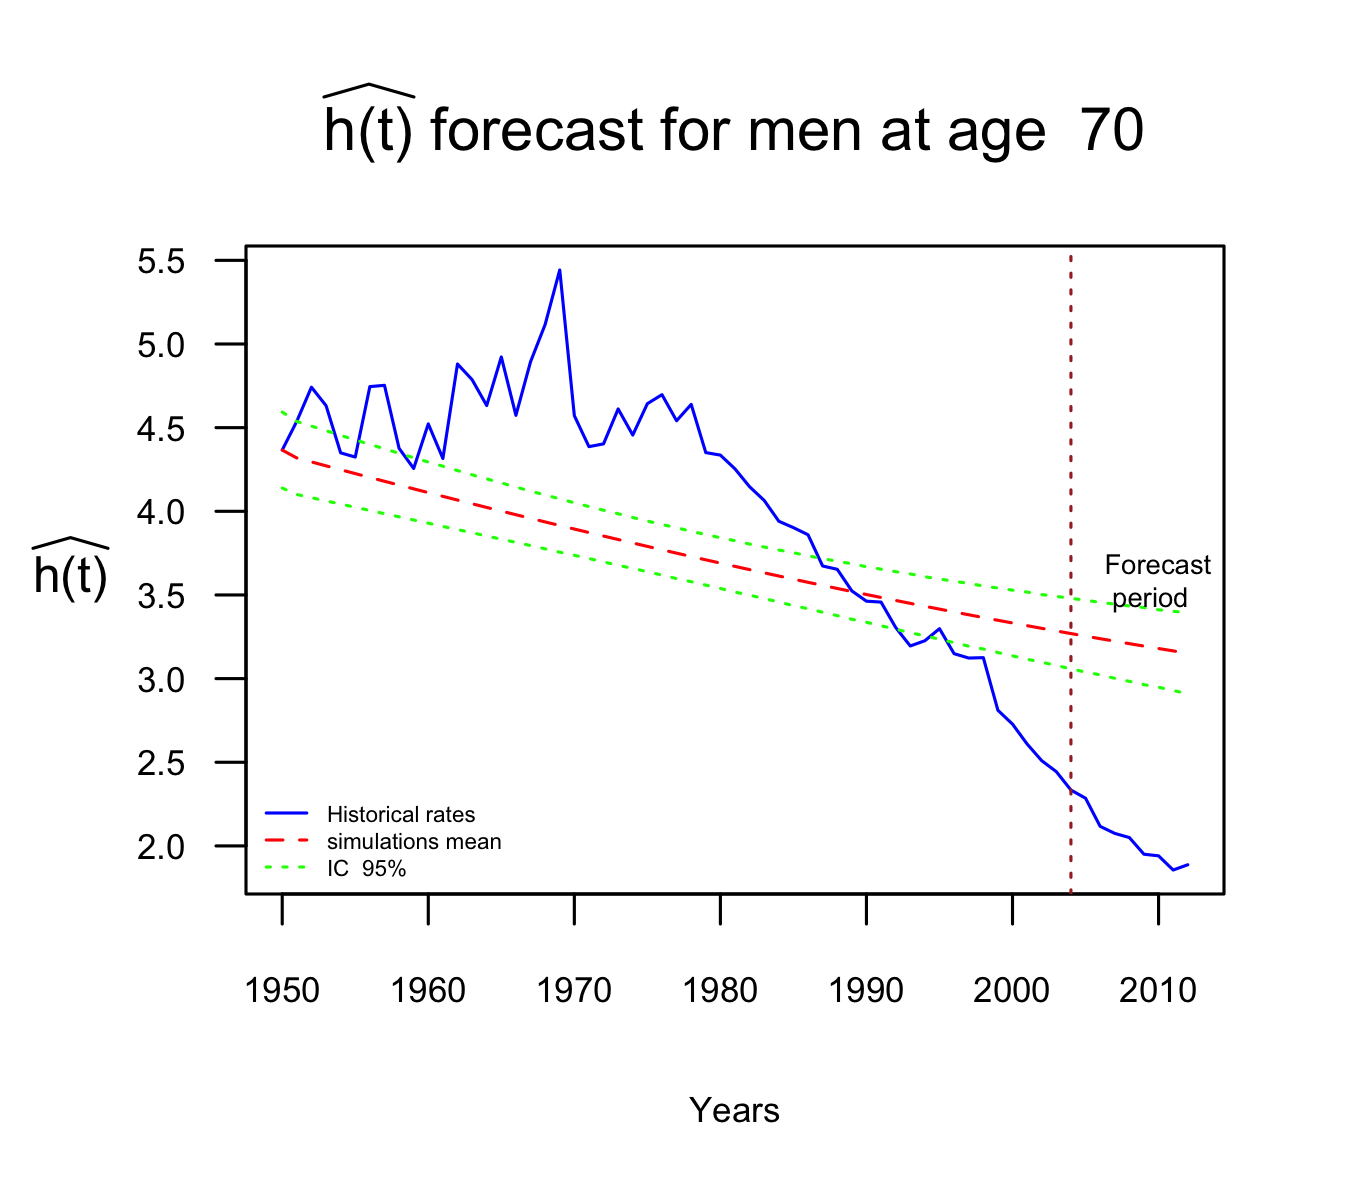 h(t) forecast for men at age 70
5.5
5.0
4.5
4.0
3.5
3.0
2.5
2.0
h(t)
Forecast
period
Historical rates
simulations mean
IC 95%
1950 1960 1970 1980 1990 2000 2010
Years